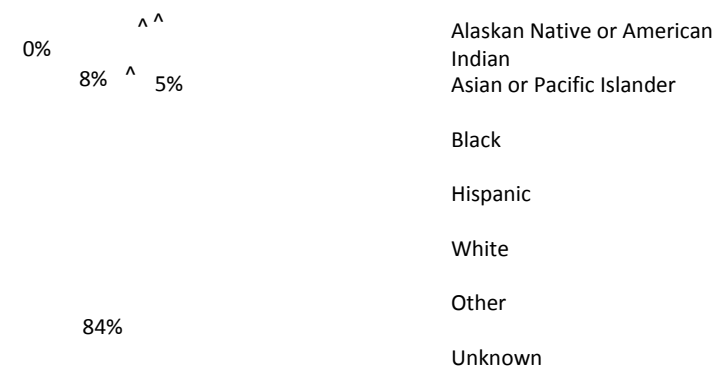 ^ ^
0%
8% ^ 5%
84%
Alaskan Native or American
Indian
Asian or Pacific Islander
Black
Hispanic
White
Other
Unknown